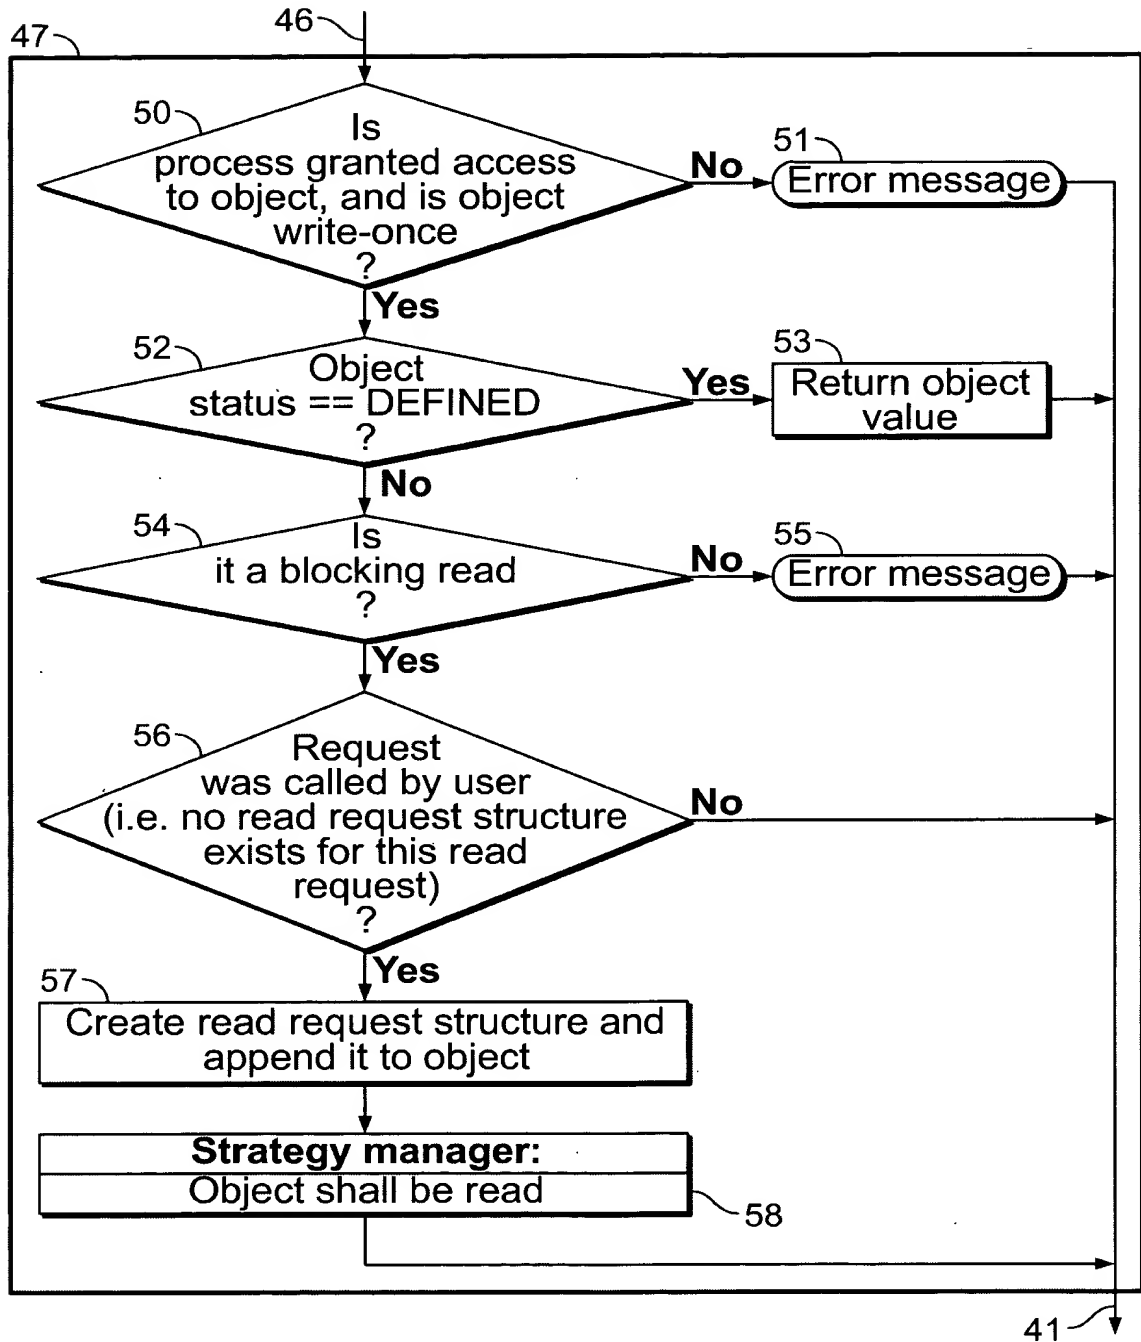 46
47
50
Is
process granted access
to object, and is object
write-once
?
No
51
Error message
Yes
52
Object
status == DEFINED
?
Yes
53
Return object
value
No
54
Is
it a blocking read
?
No
55
Error message
Yes
56
Request
was called by user
(i.e. no read request structure
exists for this read
request)
?
No
Yes
57
Create read request structure and
append it to object
Strategy manager:
Object shall be read
58
41